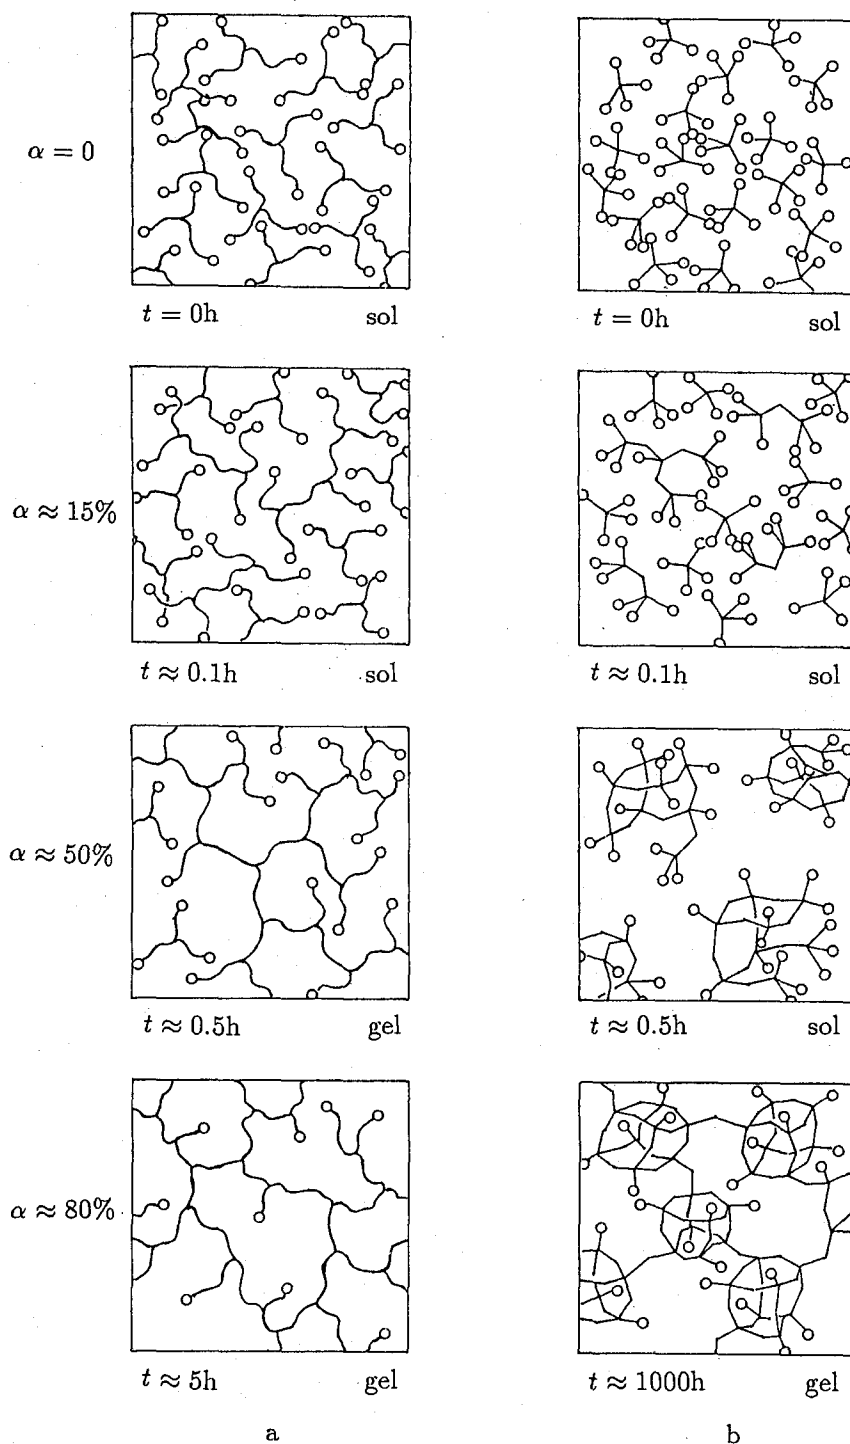 α = 0
t = 0h sol
t = 0h sol
α ≈ 15%
t ≈ 0.1h sol
t ≈ 0.1h sol
α ≈ 50%
t ≈ 0.5h gel
t ≈ 0.5h sol
α ≈ 80%
t ≈ 5h gel
t ≈ 1000h gel
a b